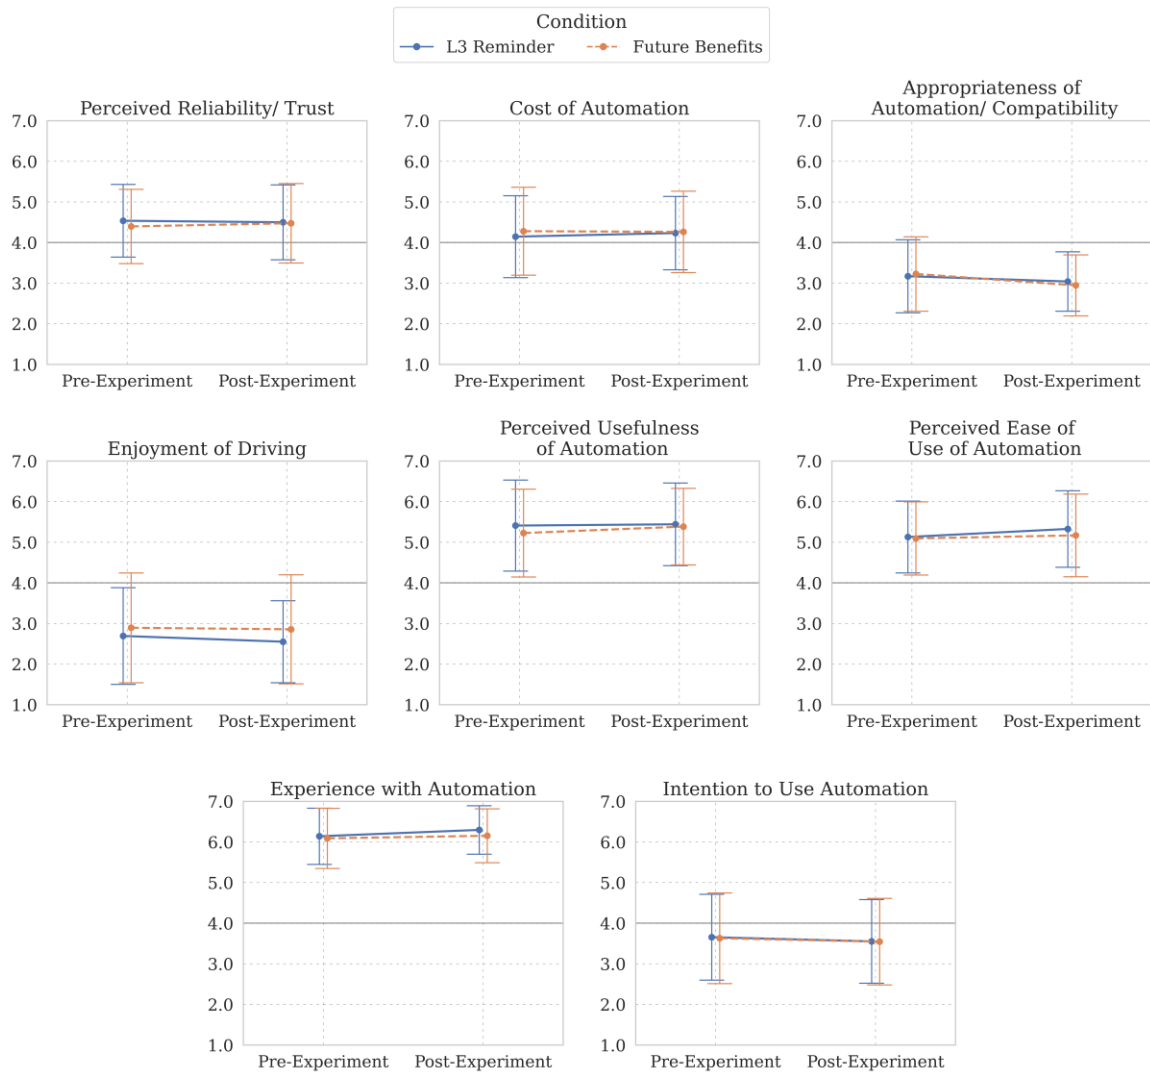 Condition
L3 Reminder Future Benefits
Perceived Reliability/ Trust
7.0
6.0
5.0
4.0
3.0
2.0
1.0
Pre-Experiment Post-Experiment
Cost of Automation
7.0
6.0
5.0
4.0
3.0
2.0
1.0
Pre-Experiment Post-Experiment
Appropriateness of
Automation/ Compatibility
7.0
6.0
5.0
4.0
3.0
2.0
1.0
Pre-Experiment Post-Experiment
Enjoyment of Driving
7.0
6.0
5.0
4.0
3.0
2.0
1.0
Pre-Experiment Post-Experiment
Perceived Usefulness
of Automation
7.0
6.0
5.0
4.0
3.0
2.0
1.0
Pre-Experiment Post-Experiment
Perceived Ease of
Use of Automation
7.0
6.0
5.0
4.0
3.0
2.0
1.0
Pre-Experiment Post-Experiment
Experience with Automation
7.0
6.0
5.0
4.0
3.0
2.0
1.0
Pre-Experiment Post-Experiment
Intention to Use Automation
7.0
6.0
5.0
4.0
3.0
2.0
1.0
Pre-Experiment Post-Experiment